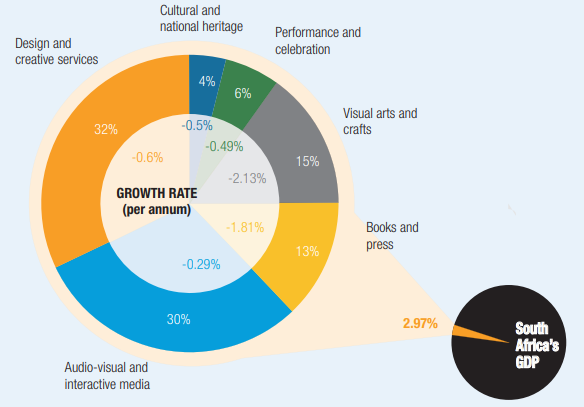 Cultural and
national heritage
Performance and
celebration
Design and
creative services
4%
6%
Visual arts and
crafts
32%
-0.5%
-0.49%
-0.6%
15%
-2.13%
GROWTH RATE
(per annum)
-1.81%
Books and
press
13%
-0.29%
30%
2.97%
South
Africa's
GDP
Audio-visual and
interactive media